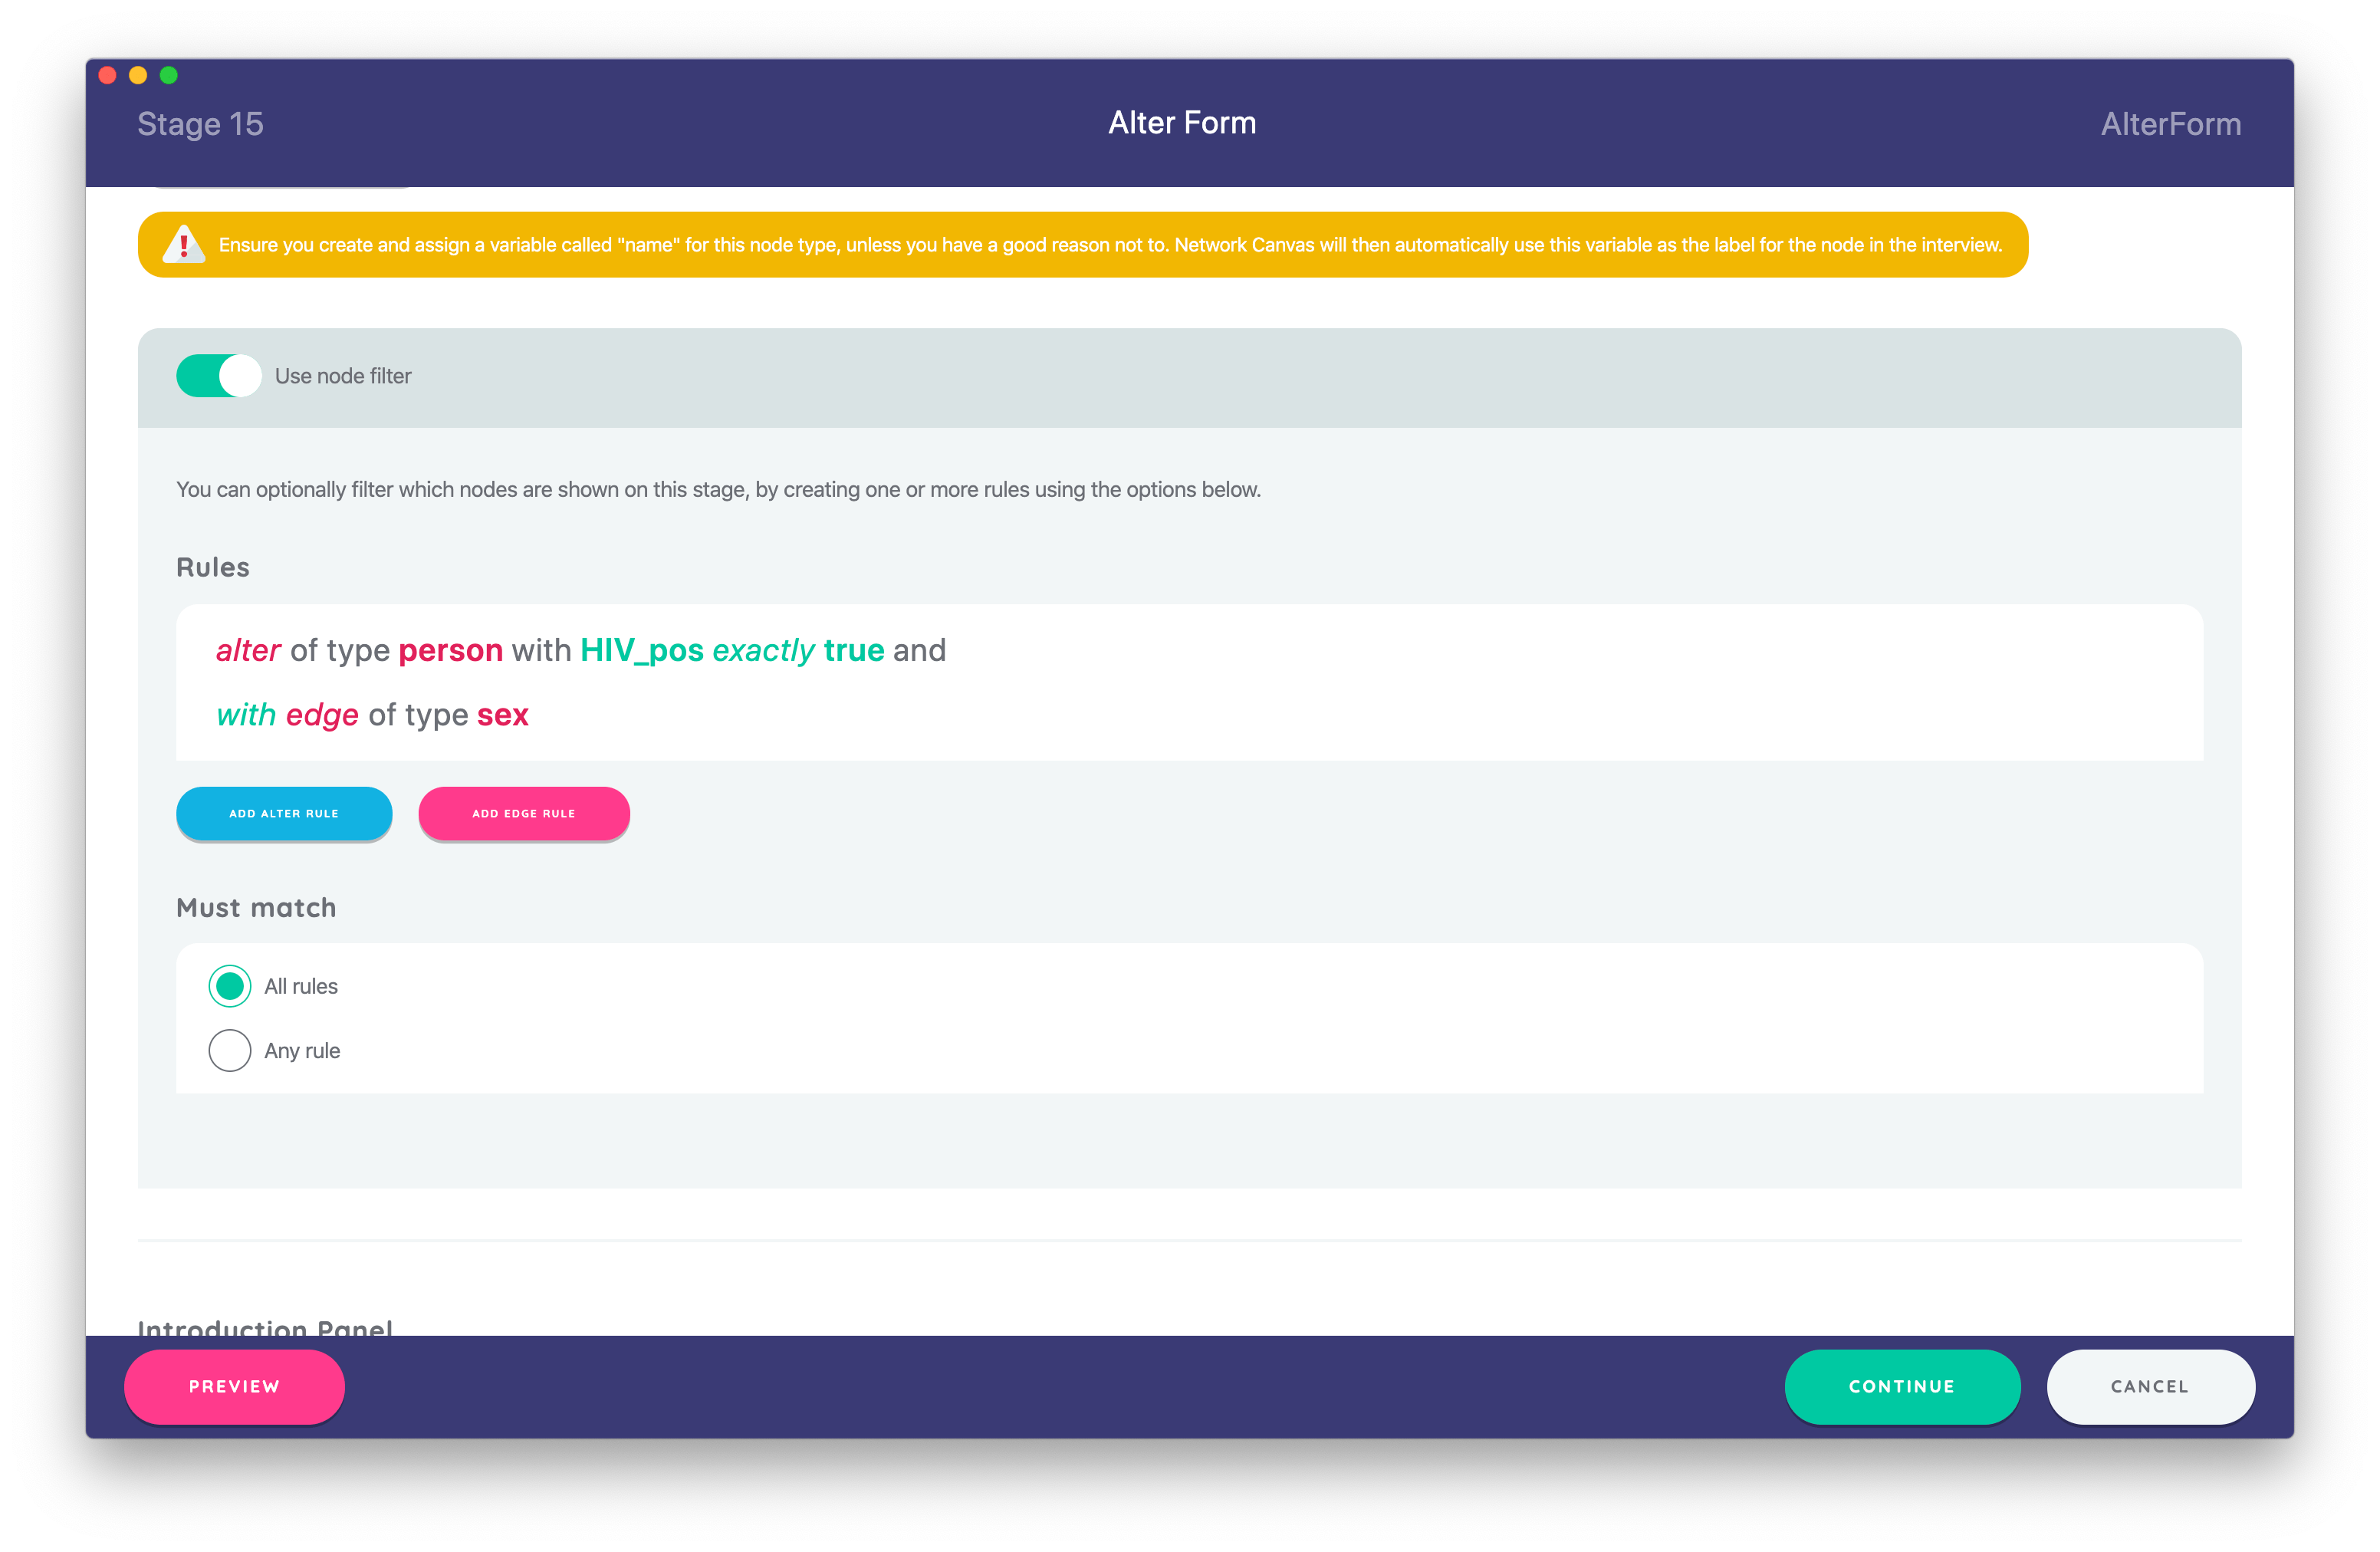 Stage 15
Alter Form
AlterForm
Ensure you create and assign a variable called "name" for this node type, unless you have a good reason not to. Network Canvas will then automatically use this variable as the label for the node in the interview.
Use node filter
You can optionally filter which nodes are shown on this stage, by creating one or more rules using the options below.
Rules
alter of type person with HIV_pos exactly true and
with edge of type sex
ADD ALTER RULE
ADD EDGE RULE
Must match
All rules
Any rule
Introduction Panel
PREVIEW
CONTINUE
CANCEL